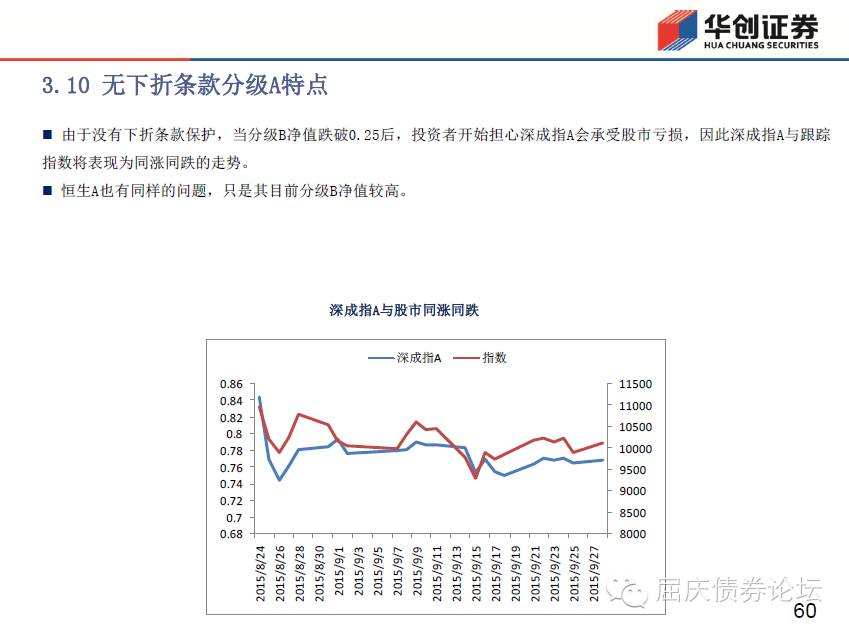 华创证券
HUA CHUANG SECURITIES
3.10 无下折条款分级A特点
■ 由于没有下折条款保护，当分级B净值跌破0.25后，投资者开始担心深成指A会承受股市亏损，因此深成指A与跟踪
指数将表现为同涨同跌的走势。
■ 恒生A也有同样的问题，只是其目前分级B净值较高。
深成指A与股市同涨同跌
深成指A 指数
0.86 11500
0.84 11000
0.82 10500
0.8 10000
0.78 9500
0.76 9000
0.74 8500
0.72 8000
0.7
0.68
2015/8/24 2015/8/26 2015/8/28 2015/8/30 2015/9/1 2015/9/3 2015/9/5 2015/9/7 2015/9/9 2015/9/11 2015/9/13 2015/9/15 2015/9/17 2015/9/19 2015/9/21 2015/9/23 2015/9/25 2015/9/27
屈庆债券论坛
60